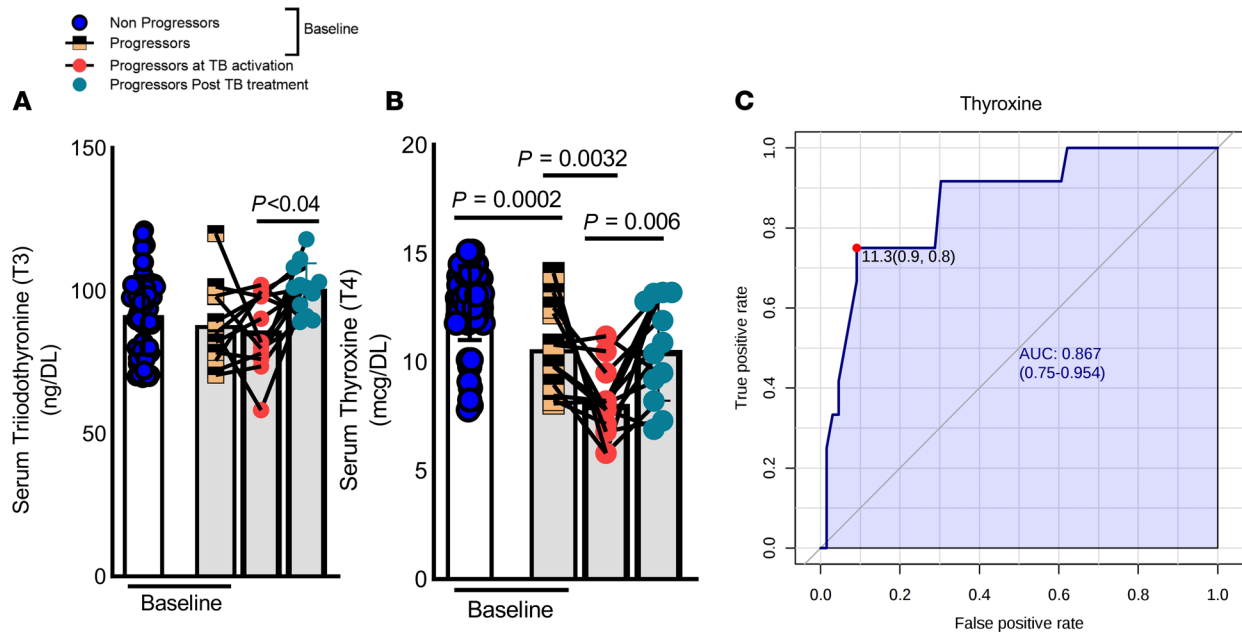 Non Progressors
Progressors
Baseline
Progressors at TB activation
Progressors Post TB treatment
A
Serum Triiodothyronine (T3)
(ng/DL)
150
100
50
0
P<0.04
Baseline
B
Serum Thyroxine (T4)
(mcg/DL)
20
15
10
5
0
P = 0.0032
P = 0.0002
P = 0.006
Baseline
C
Thyroxine
True positive rate
1.0
0.8
0.6
0.4
0.2
0.0
11.3(0.9, 0.8)
AUC: 0.867
(0.75-0.954)
0.0 0.2 0.4 0.6 0.8 1.0
False positive rate